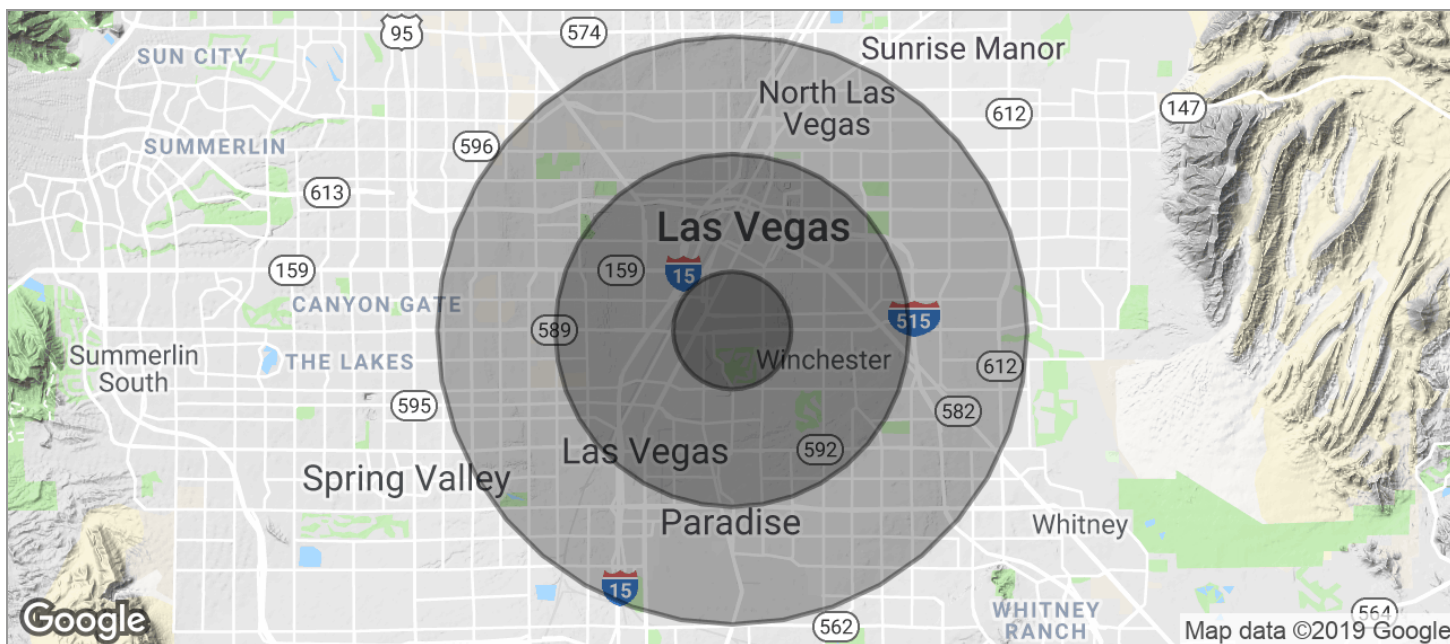 95
574
Sunrise Manor
SUN CITY
North Las
Vegas
612
147
596
SUMMERLIN
613
Las Vegas
159
159
15
CANYON GATE
589
515
Summerlin
South
THE LAKES
Winchester
612
595
582
Las Vegas
592
Spring Valley
Paradise
Whitney
15
WHITNEY
RANCH
564
562
Google
Map data ©2019 Google